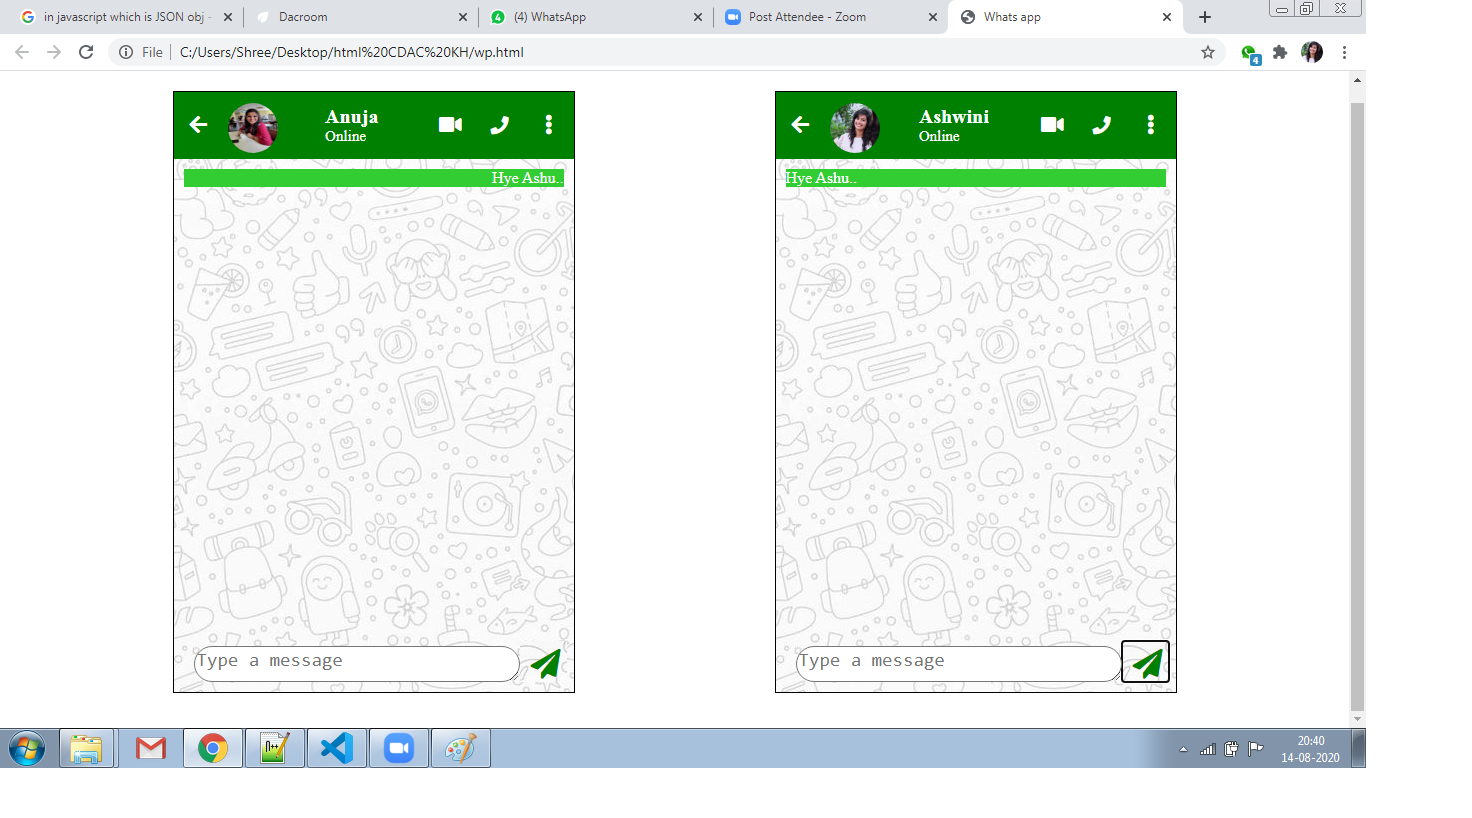 in javascript which is JSON obj -
Dacroom
(4) WhatsApp
Post Attendee - Zoom
Whats app
File
C:/Users/Shree/Desktop/html%20CDAC%20KH/wp.html
4
Anuja
Online
Ashwini
Online
Hye Ashu..
Hye Ashu..
Type a message
Type a message
20:40
14-08-2020